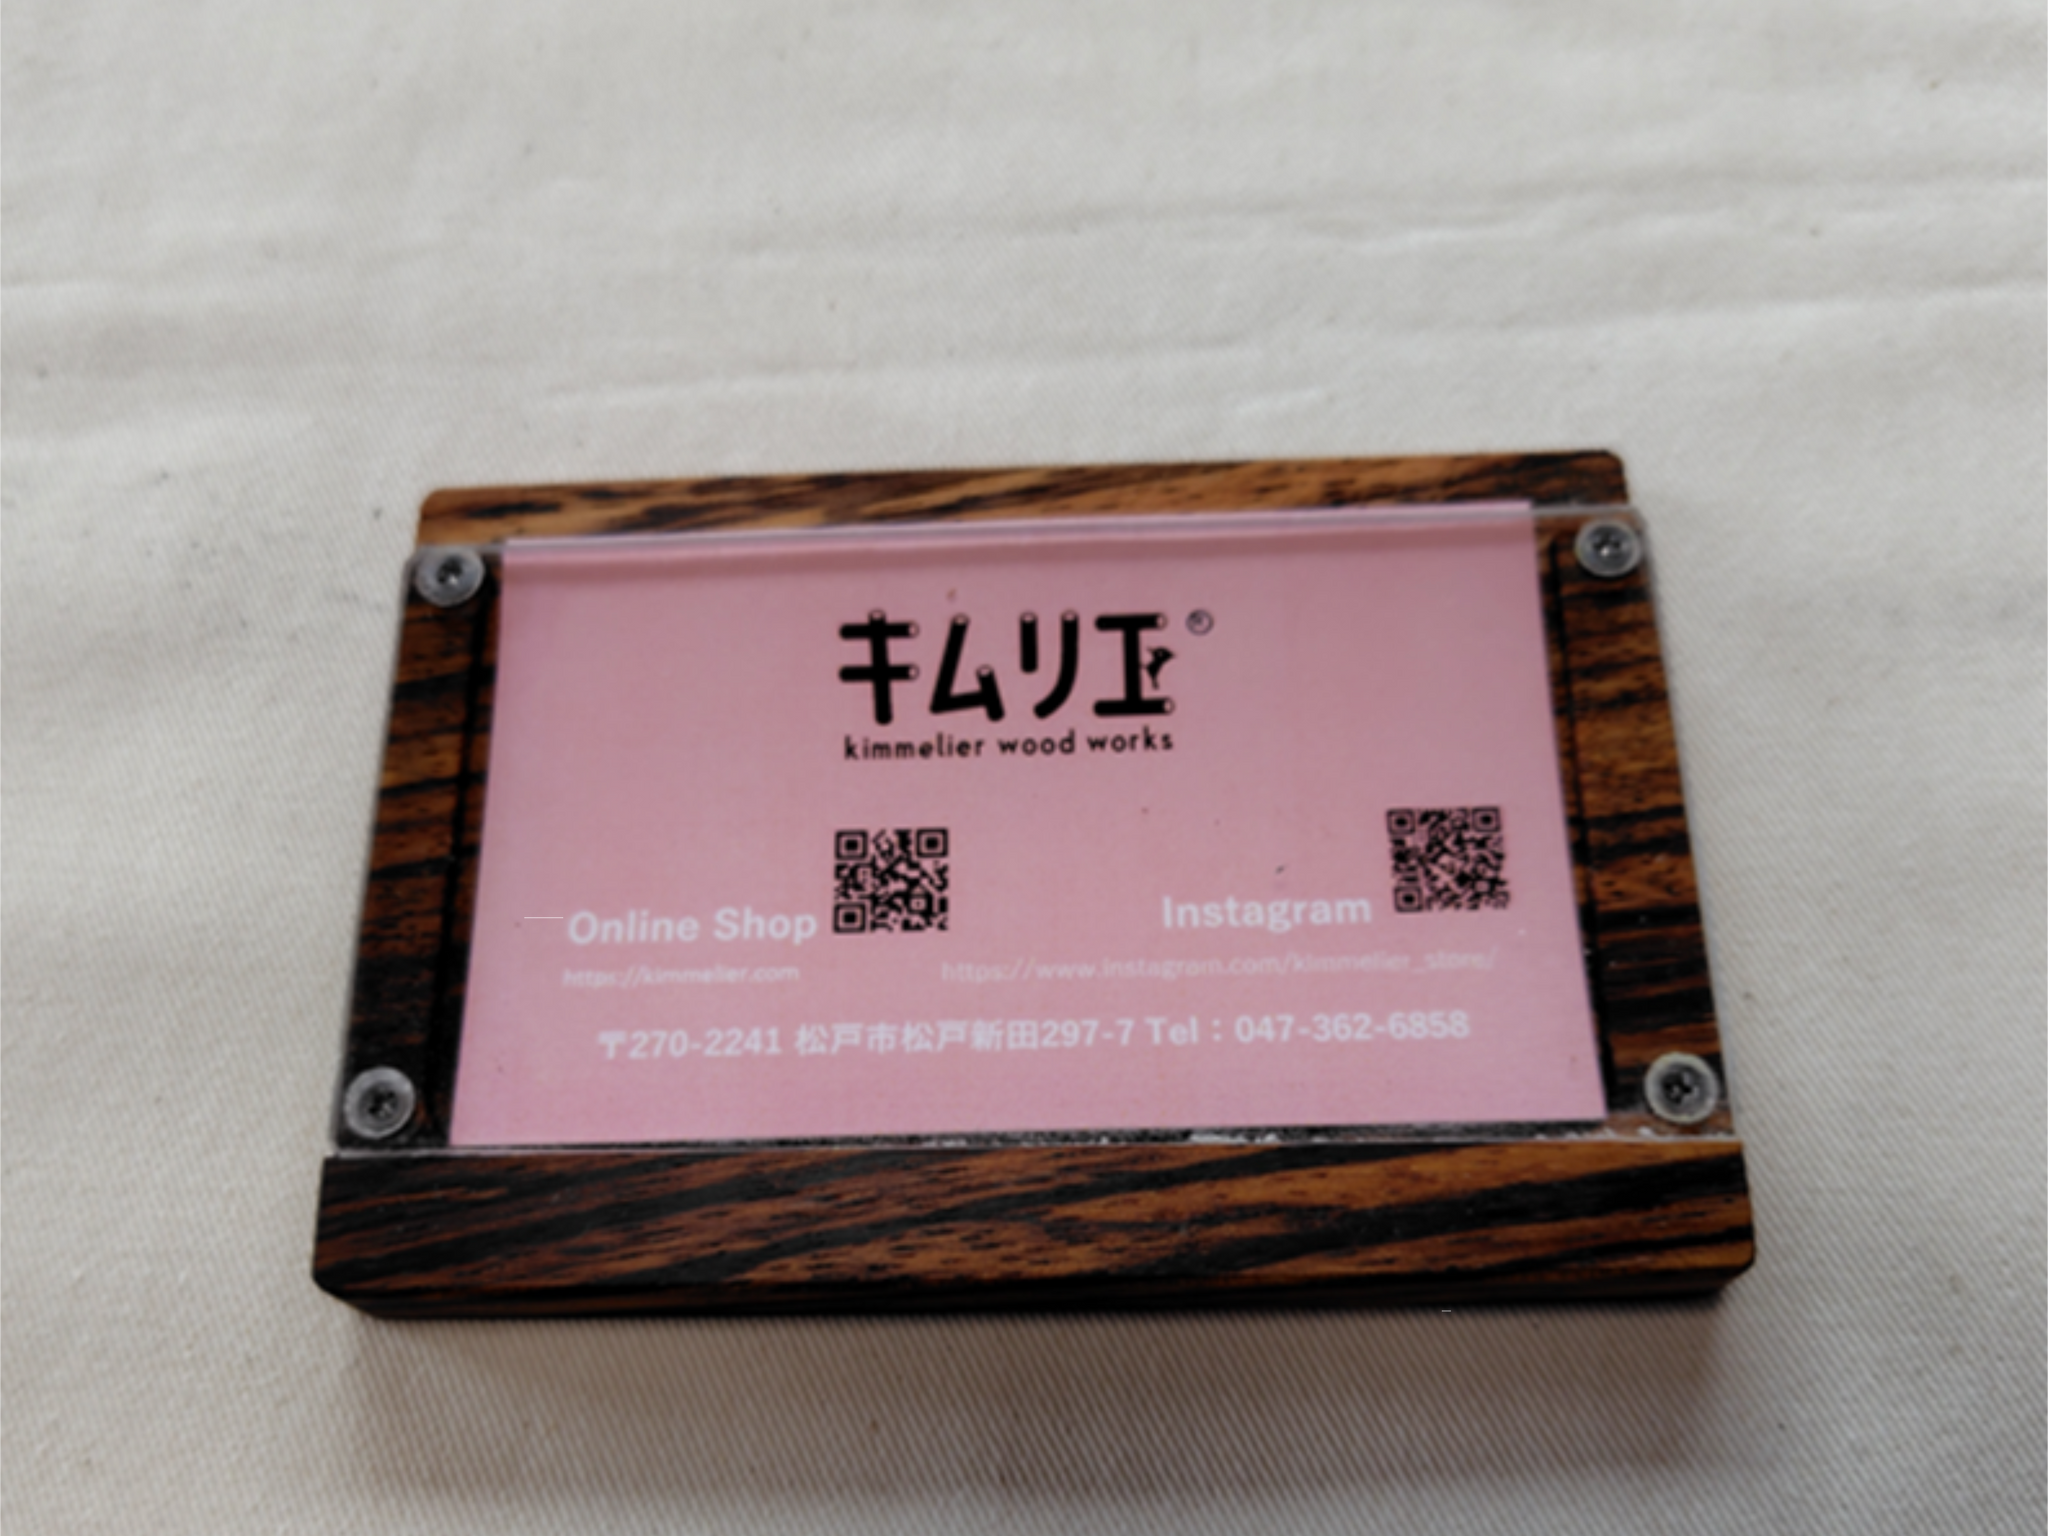 キムリエ®
kimmelier wood works
Online Shop
Instagram
https://kimmelier.com
https://www.instagram.com/kimmelier_store/
〒270-2241 松戸市松戸新田297-7 Tel：047-362-6858